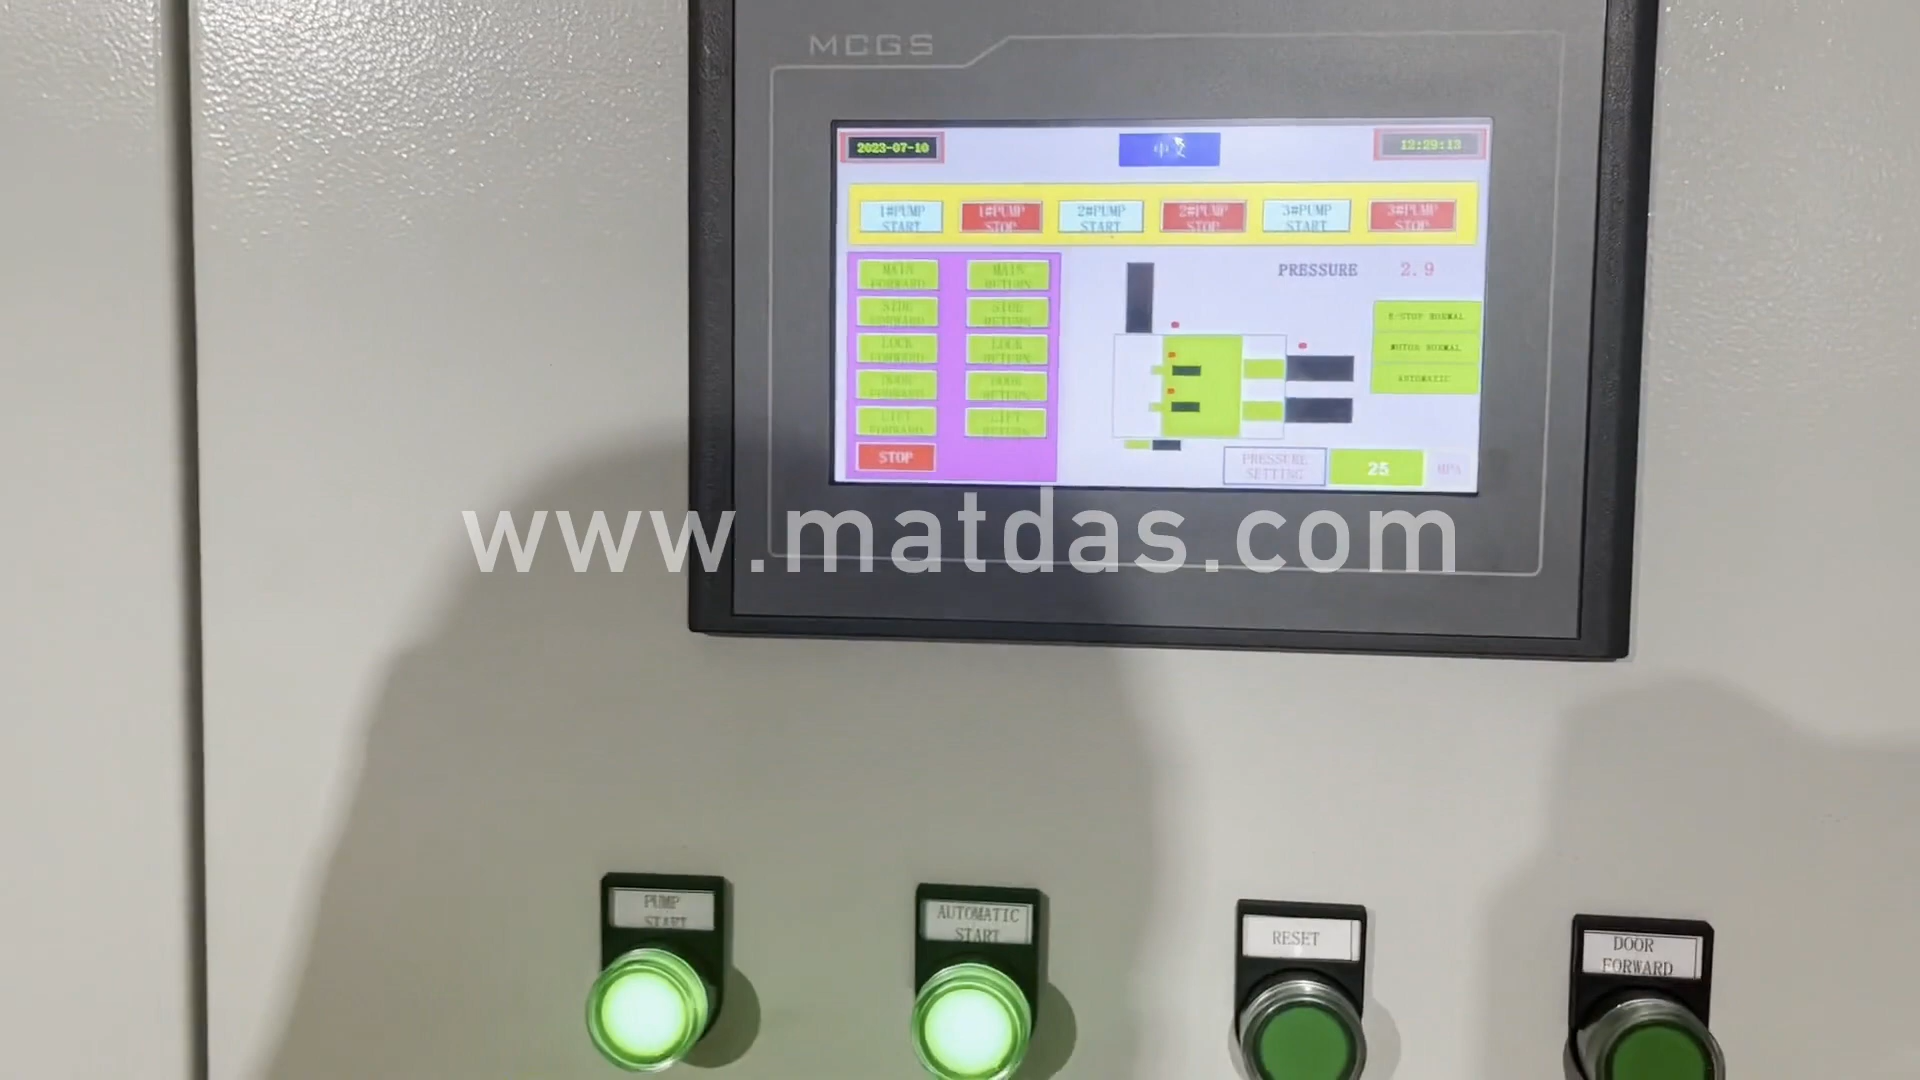 MCGS
2023-07-10
中文
12:29:13
1#PUMP
START
1#PUMP
STOP
2#PUMP
START
2#PUMP
STOP
3#PUMP
START
3#PUMP
STOP
MAIN
FORWARD
MAIN
RETURN
PRESSURE 2.9
SIDE
FORWARD
SIDE
RETURN
E-STOP NORMAL
LOCK
FORWARD
LOCK
RETURN
MOTOR NORMAL
DOOR
FORWARD
DOOR
RETURN
AUTOMATIC
LIFT
FORWARD
LIFT
RETURN
STOP
PRESSURE
SETTING
25
MPA
www.matdas.com
PUMP
START
AUTOMATIC
START
RESET
DOOR
FORWARD